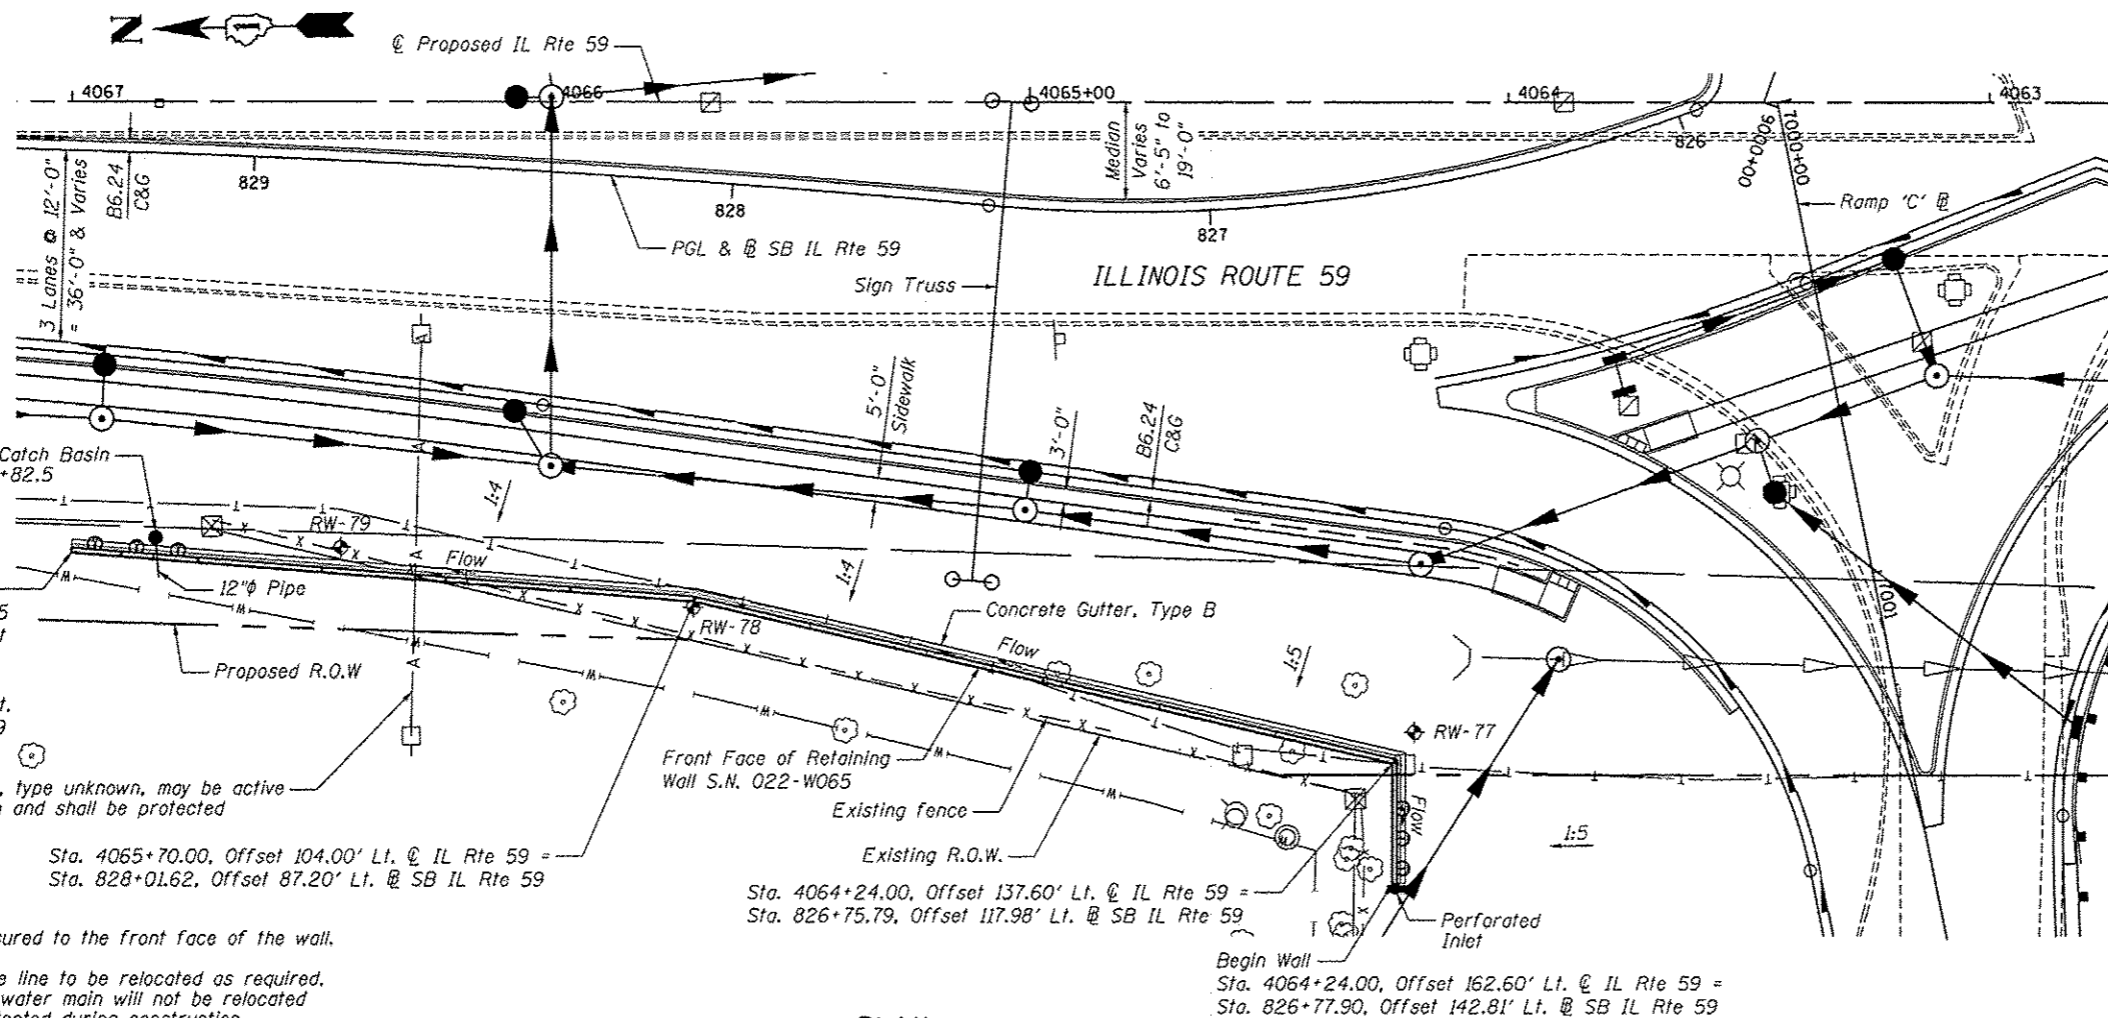 N
℄ Proposed IL Rte 59
4067
4066
4065+00
4064
4063
3 Lanes @ 12'-0"
= 36'-0" & Varies
B6.24
C&G
829
828
827
826
Median
Varies
6'-5" to
19'-0"
9000+00
7000+00
Ramp 'C' ⅊
PGL & ⅊ SB IL Rte 59
Sign Truss
ILLINOIS ROUTE 59
5'-0"
Sidewalk
3'-0"
B6.24
C&G
Catch Basin
+82.5
RW-79
1:4
Flow
12"φ Pipe
1:4
RW-78
Concrete Gutter, Type B
Flow
1:5
7001
5
t
Proposed R.O.W
t.
9
RW-77
Front Face of Retaining
Wall S.N. 022-W065
, type unknown, may be active
n and shall be protected
Existing fence
Flow
1:5
Existing R.O.W.
Sta. 4065+70.00, Offset 104.00' Lt. ℄ IL Rte 59 =
Sta. 828+01.62, Offset 87.20' Lt. ⅊ SB IL Rte 59
Sta. 4064+24.00, Offset 137.60' Lt. ℄ IL Rte 59 =
Sta. 826+75.79, Offset 117.98' Lt. ⅊ SB IL Rte 59
Perforated
Inlet
ured to the front face of the wall.
Begin Wall
Sta. 4064+24.00, Offset 162.60' Lt. ℄ IL Rte 59 =
Sta. 826+77.90, Offset 142.81' Lt. ⅊ SB IL Rte 59
e line to be relocated as required.
water main will not be relocated